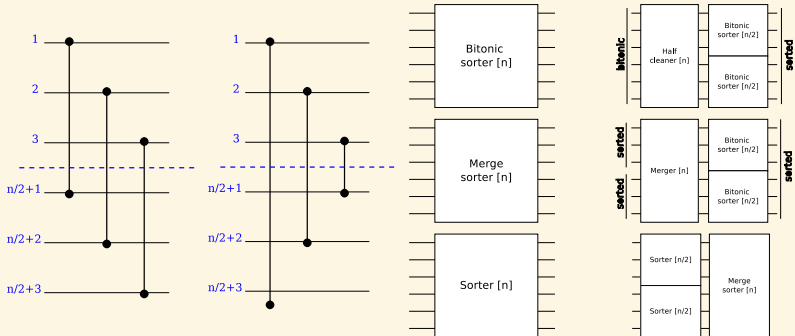 1
2
3
n/2+1
n/2+2
n/2+3
1
2
3
n/2+1
n/2+2
n/2+3
Bitonic
sorter [n]
Merge
sorter [n]
Sorter [n]
bitonic
Half
cleaner [n]
Bitonic
sorter [n/2]
Bitonic
sorter [n/2]
sorted
sorted
sorted
Merger [n]
Bitonic
sorter [n/2]
Bitonic
sorter [n/2]
sorted
Sorter [n/2]
Sorter [n/2]
Merge
sorter [n]